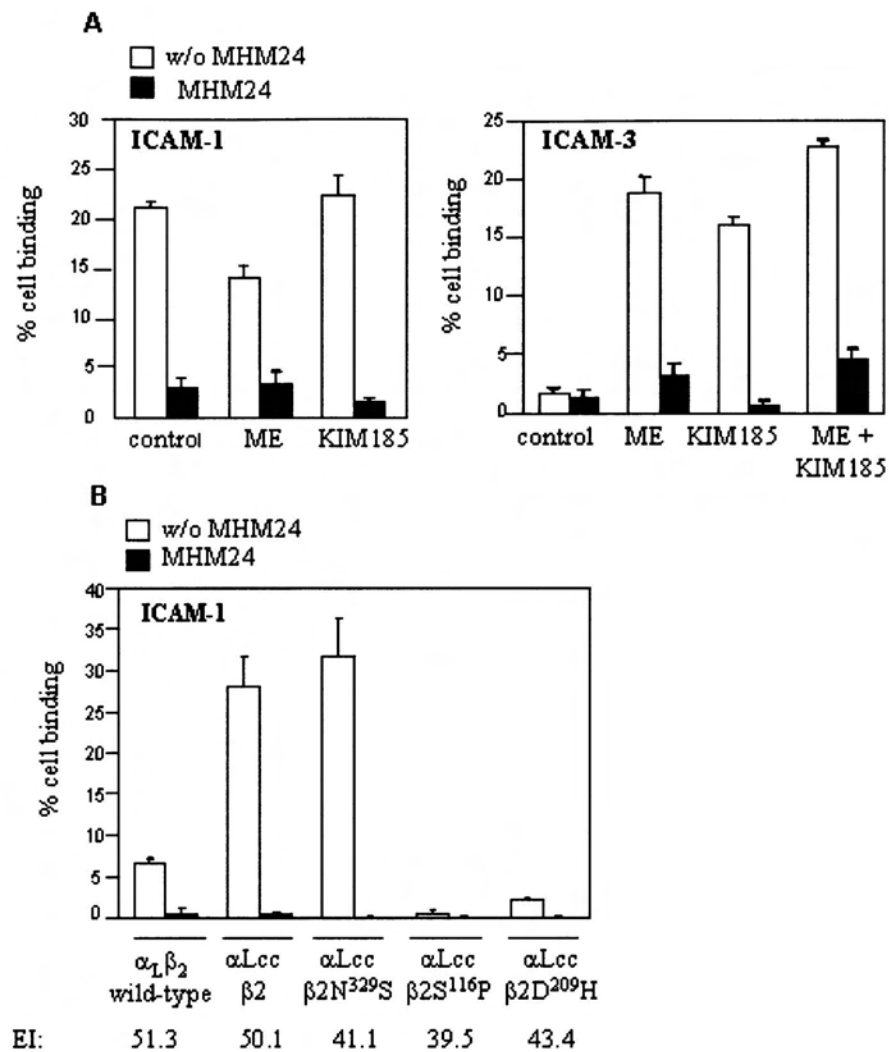 A
w/o MHM24
MHM24
ICAM-1
% cell binding
30
25
20
15
10
5
0
control
ME
KIM185
ICAM-3
% cell binding
25
20
15
10
5
0
control
ME
KIM185
ME +
KIM185
B
w/o MHM24
MHM24
ICAM-1
% cell binding
40
35
30
25
20
15
10
5
0
αLβ2
wild-type
αLcc
β2
αLcc
β2N³²⁹S
αLcc
β2S¹¹⁶P
αLcc
β2D²⁰⁹H
EI: 51.3 50.1 41.1 39.5 43.4